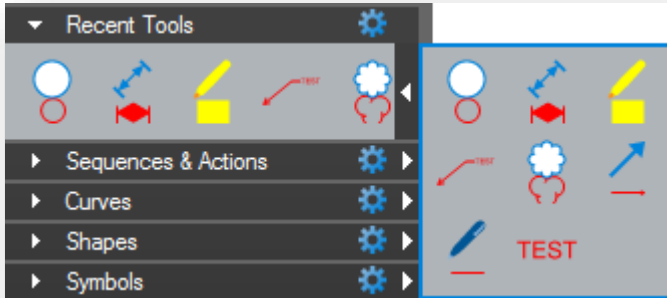 Recent Tools
TEST
TEST
Sequences & Actions
Curves
Shapes
TEST
Symbols